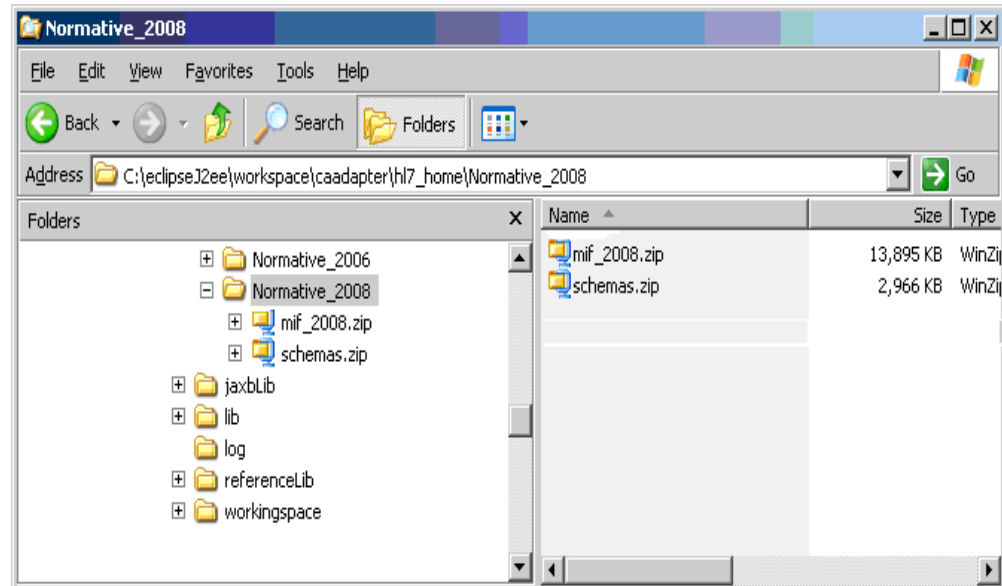 Normative_2008
File Edit View Favorites Tools Help
Back Search Folders
Address C:\eclipseJ2ee\workspace\caadapter\hl7_home\Normative_2008 Go
Folders X
Normative_2006
Normative_2008
mif_2008.zip
schemas.zip
jaxbLib
lib
log
referenceLib
workingspace
Name Size Type
mif_2008.zip 13,895 KB WinZi
schemas.zip 2,966 KB WinZi